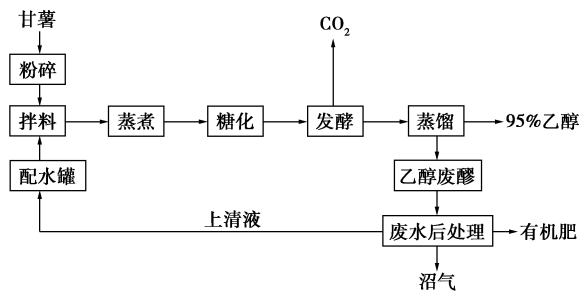 甘薯
CO₂
粉碎
拌料
蒸煮
糖化
发酵
蒸馏
95%乙醇
配水罐
乙醇废醪
上清液
废水后处理
有机肥
沼气